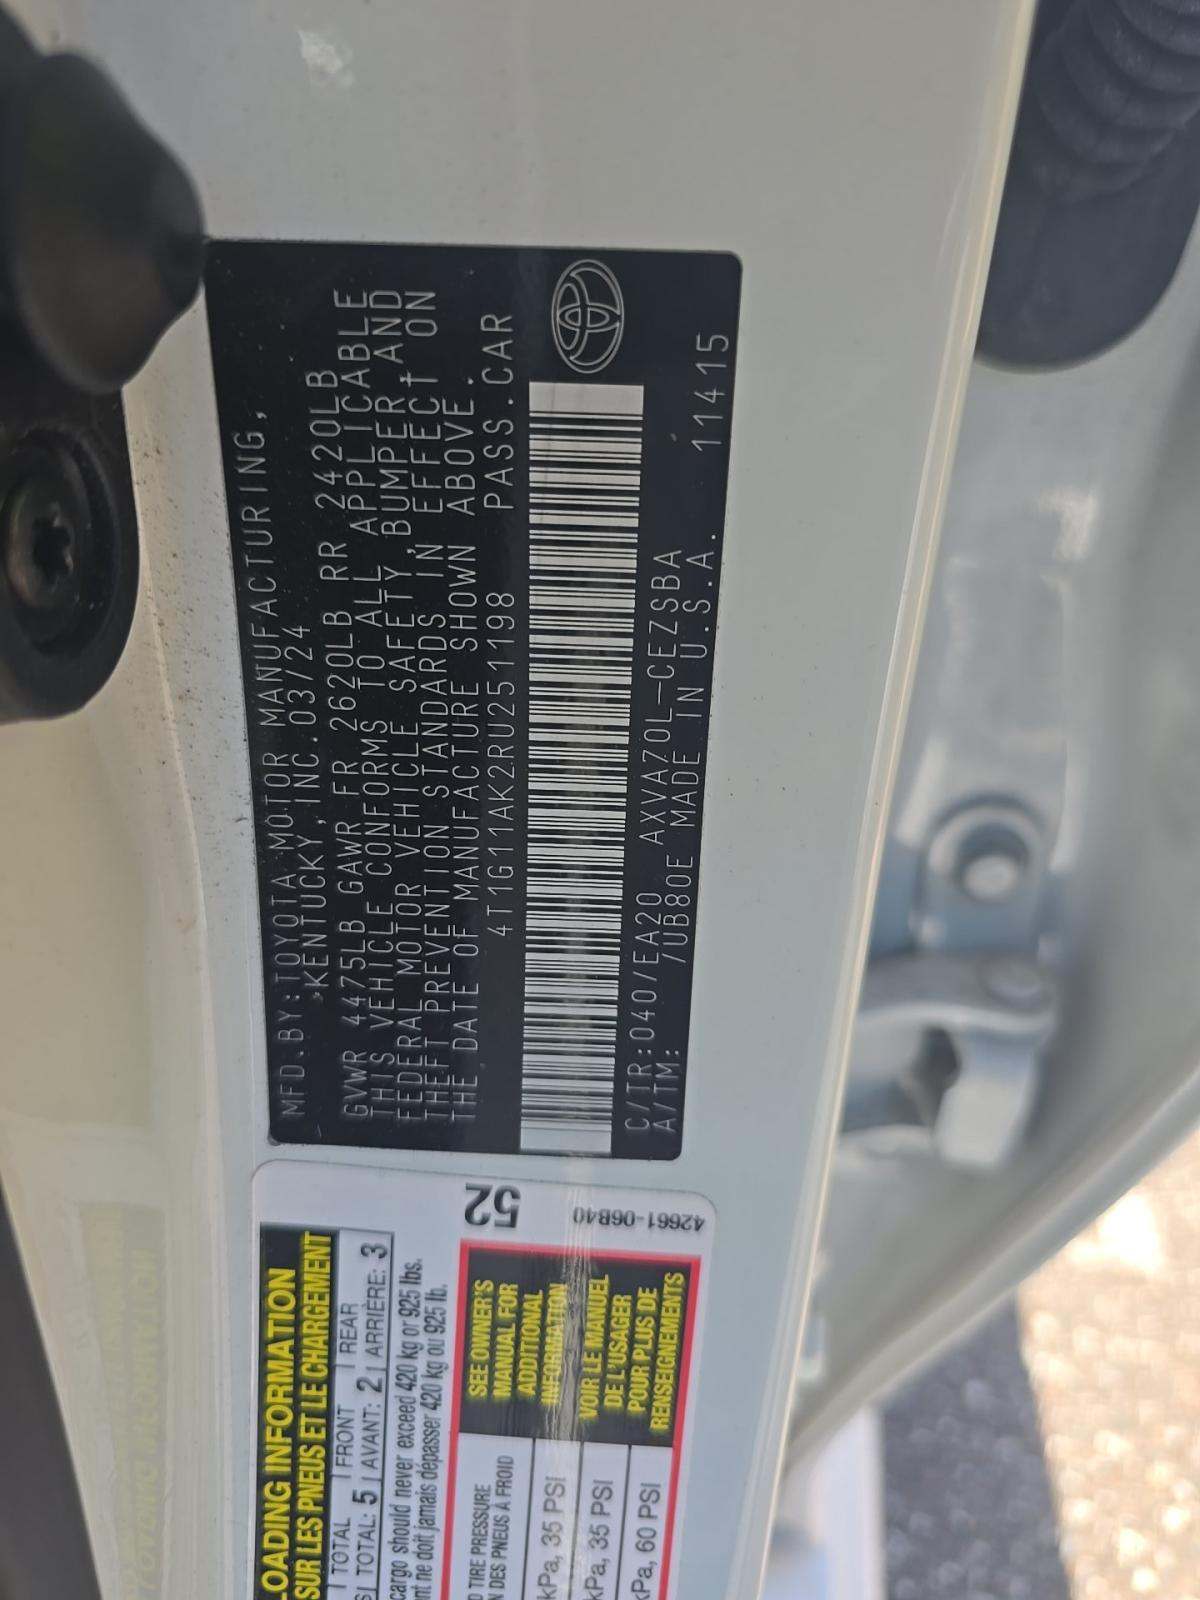 MFD.BY:TOYOTA MOTOR MANUFACTURING,
KENTUCKY,INC.03/24
GVWR 4475LB GAWR FR 2620LB RR 2420LB
THIS VEHICLE CONFORMS TO ALL APPLICABLE
FEDERAL MOTOR VEHICLE SAFETY,BUMPER,AND
THEFT PREVENTION STANDARDS IN EFFECT ON
THE DATE OF MANUFACTURE SHOWN ABOVE.
4T1G11AK2RU251198 PASS.CAR
C/TR:040/EA20 AXVA70L-CEZSBA
A/TM: /UB80E MADE IN U.S.A. 11415
52
42661-06B40
LOADING INFORMATION
SUR LES PNEUS ET LE CHARGEMENT
TOTAL FRONT REAR
TOTAL: 5 AVANT: 2 ARRIÈRE: 3
cargo should never exceed 420 kg or 925 lbs.
ne doit jamais dépasser 420 kg ou 925 lb.
TIRE PRESSURE
DES PNEUS À FROID
kPa, 35 PSI
kPa, 35 PSI
kPa, 60 PSI
SEE OWNER'S
MANUAL FOR
ADDITIONAL
INFORMATION
VOIR LE MANUEL
DE L'USAGER
POUR PLUS DE
RENSEIGNEMENTS